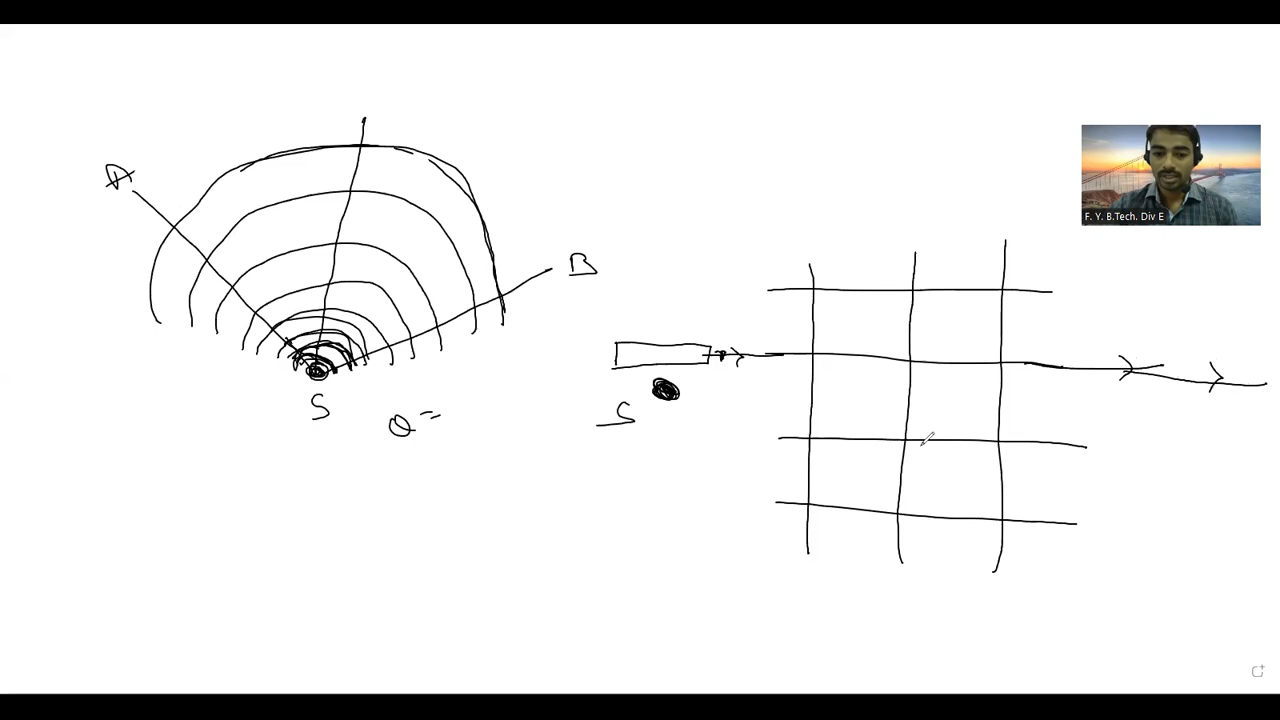 A
B
S
Q =
S
F. Y. B.Tech. Div E